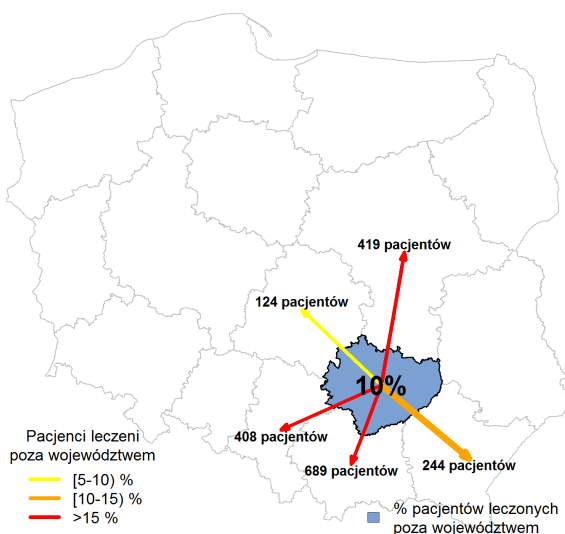 419 pacjentów
124 pacjentów
10%
408 pacjentów
689 pacjentów
244 pacjentów
Pacjenci leczeni
poza województwem
[5-10) %
[10-15) %
>15 %
% pacjentów leczonych
poza województwem